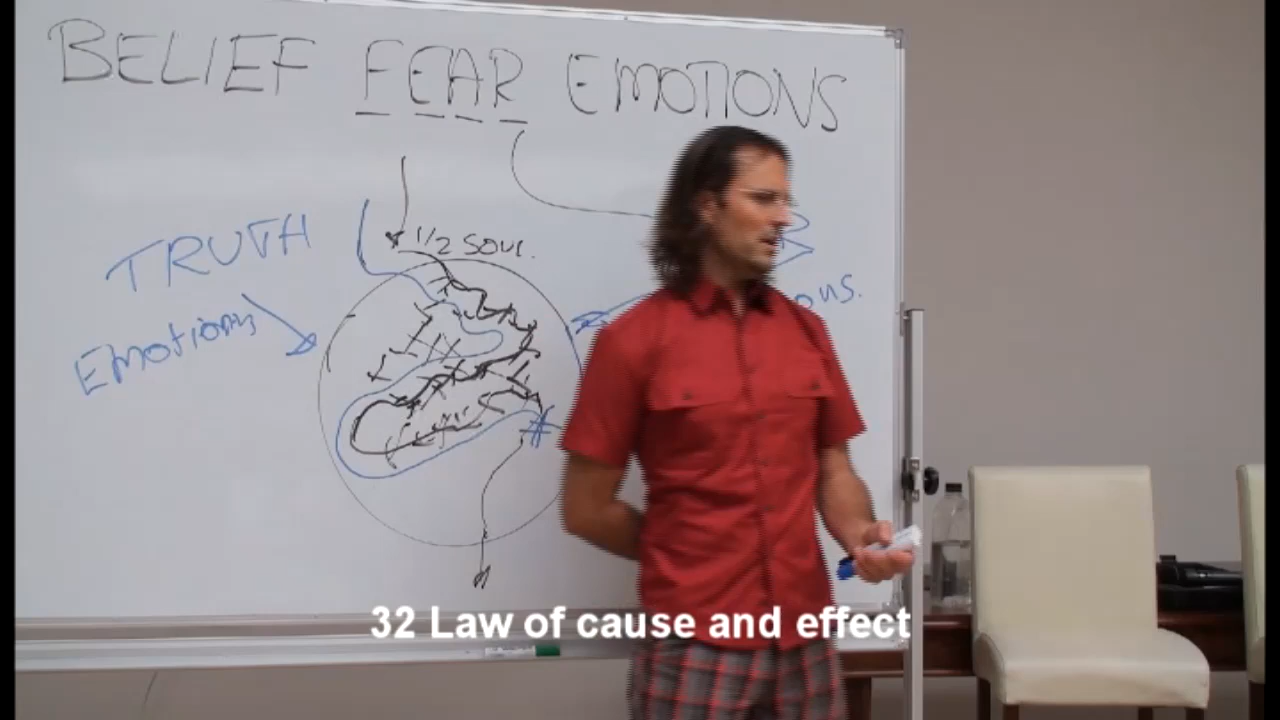 BELIEF FEAR EMOTIONS
TRUTH
1/2 SOUL.
Emotions
32 Law of cause and effect